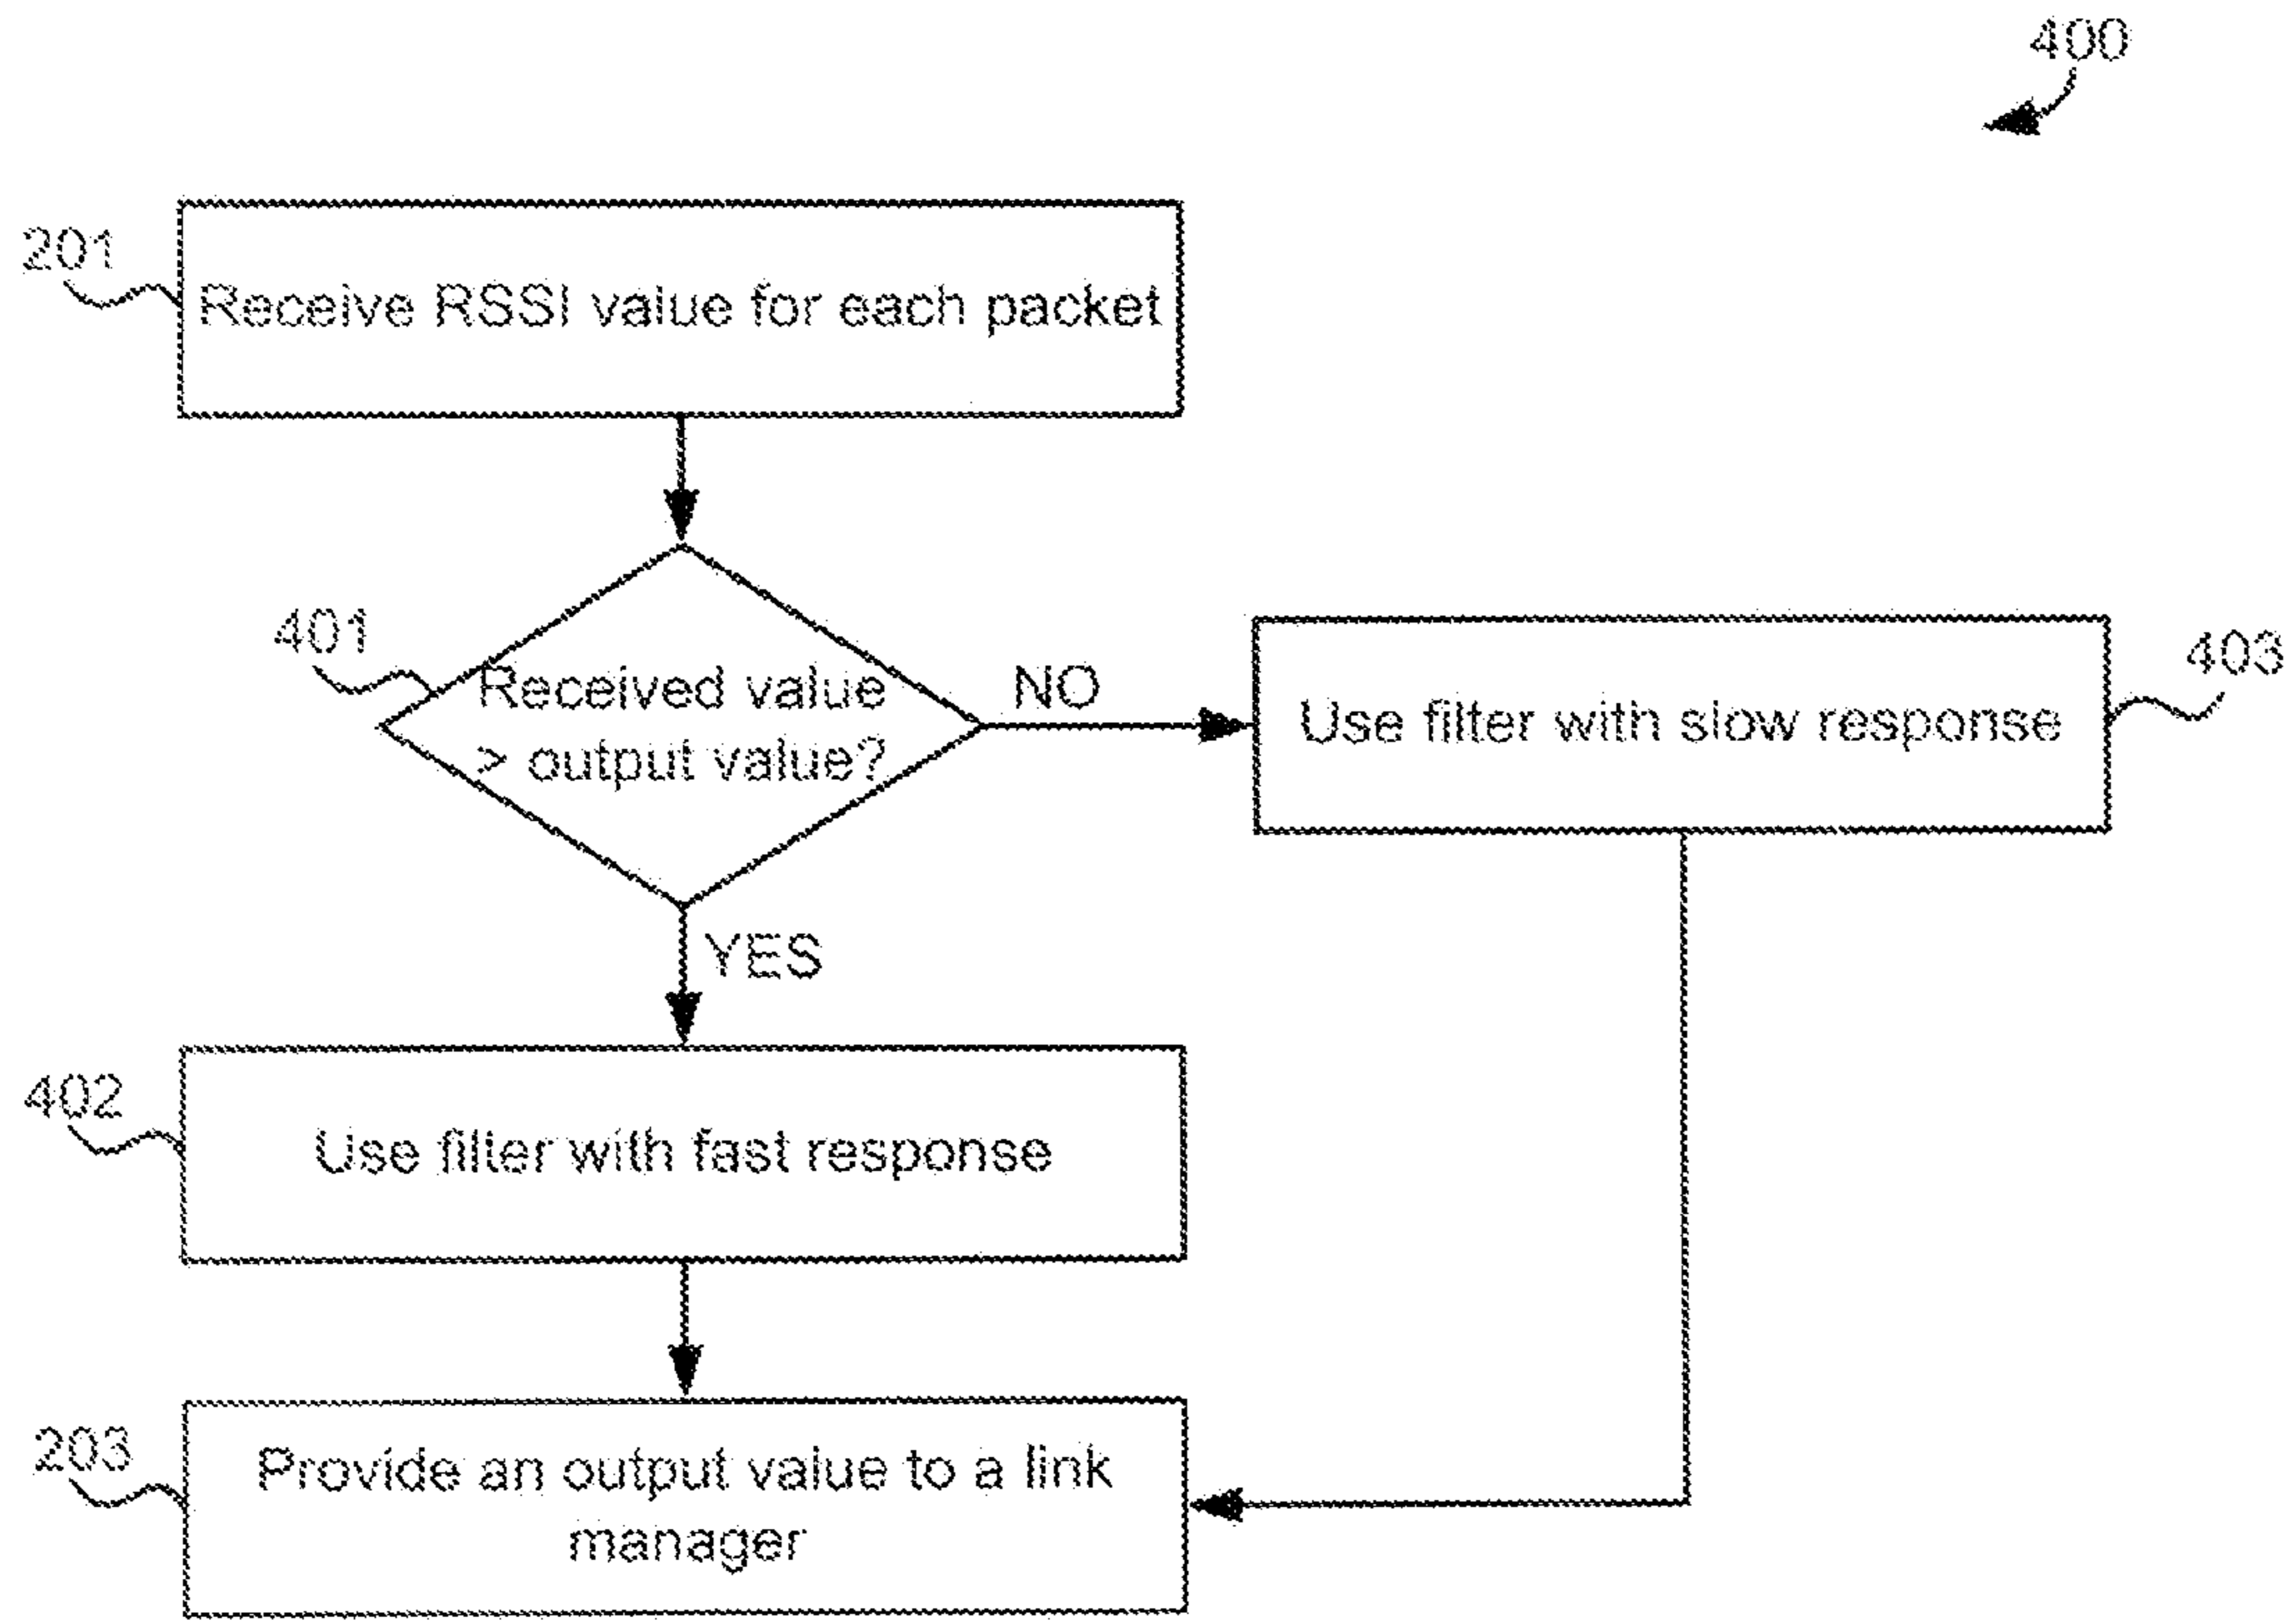 400
201
Receive RSSI value for each packet
401
Received value
> output value?
NO
Use filter with slow response
403
YES
402
Use filter with fast response
203
Provide an output value to a link
manager